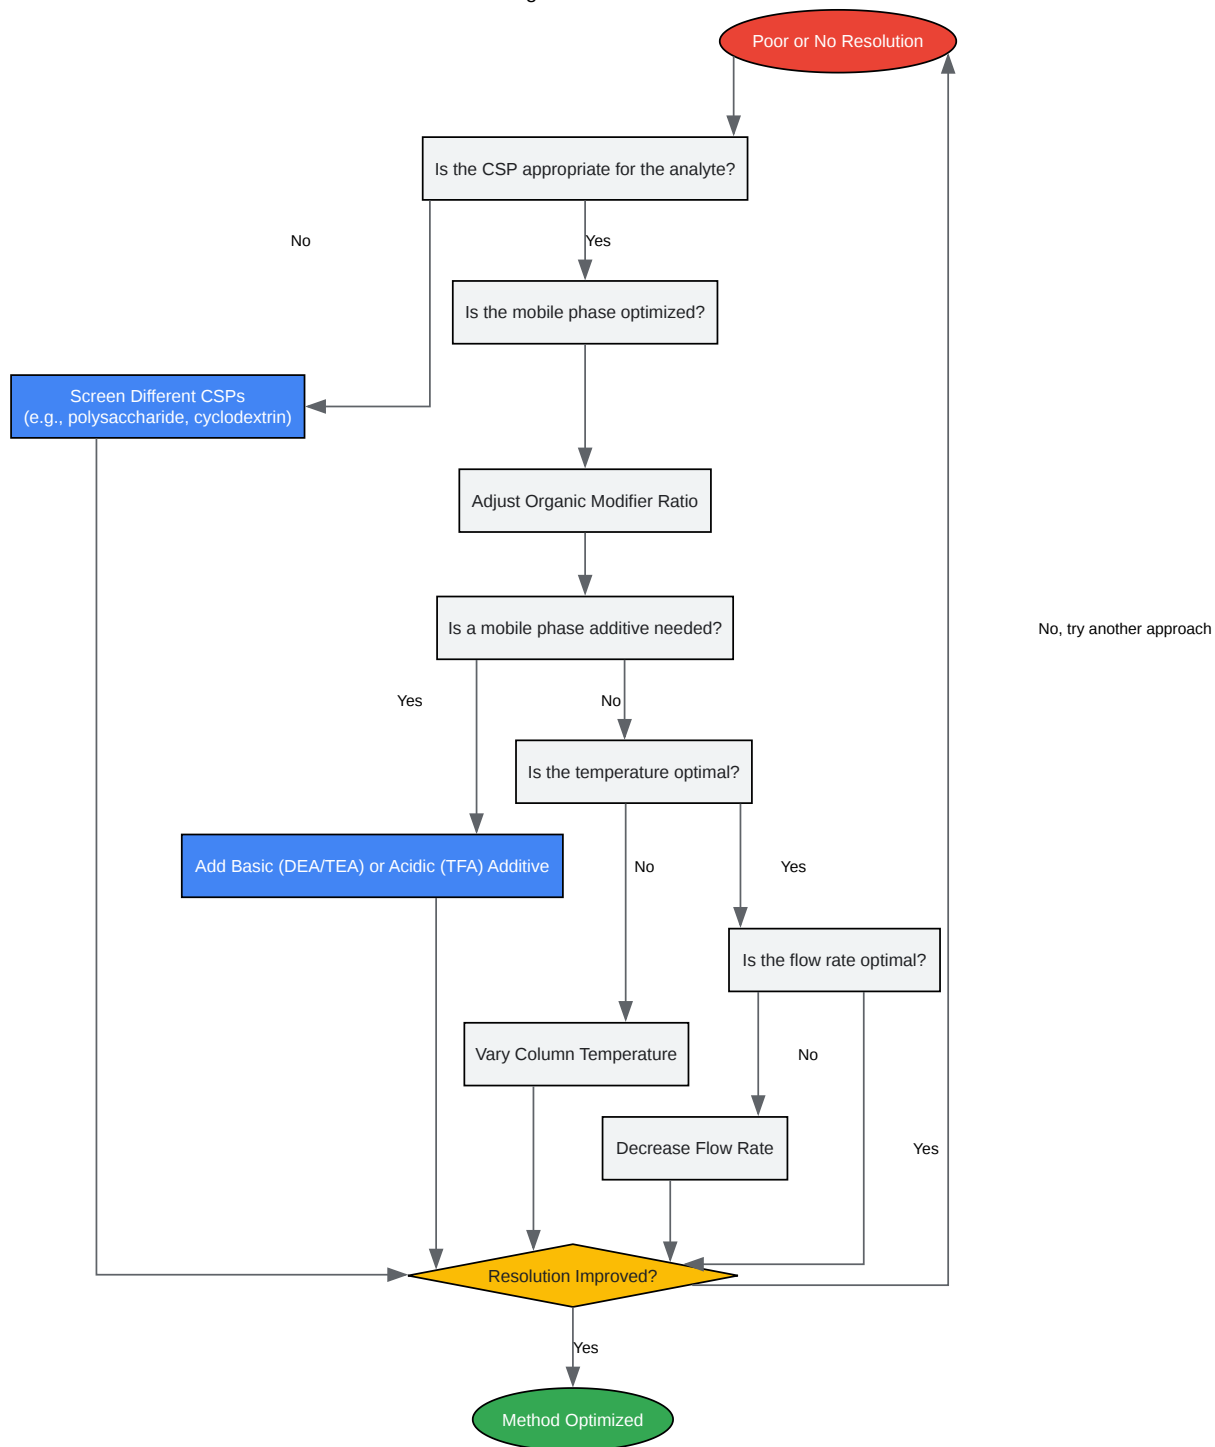 Poor or No Resolution
Is the CSP appropriate for the analyte?
No
Yes
Is the mobile phase optimized?
Screen Different CSPs
(e.g., polysaccharide, cyclodextrin)
Adjust Organic Modifier Ratio
Is a mobile phase additive needed?
No, try another approach
Yes
No
Is the temperature optimal?
Add Basic (DEA/TEA) or Acidic (TFA) Additive
No
Yes
Is the flow rate optimal?
Vary Column Temperature
No
Decrease Flow Rate
Yes
Resolution Improved?
Yes
Method Optimized